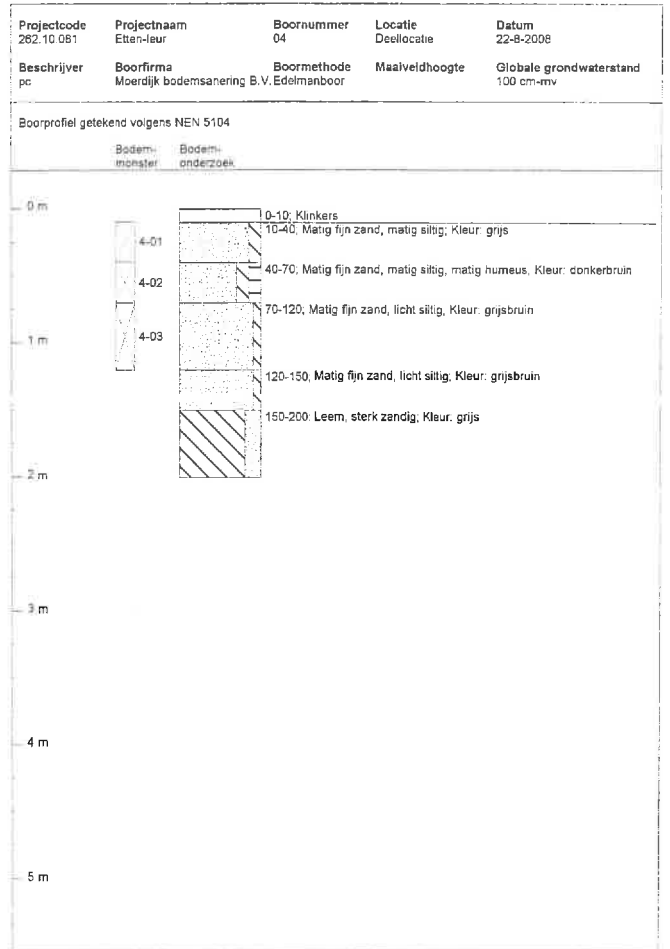 Projectcode Projectnaam Boornummer Locatie Datum
262.10.081 Etten-leur 04 Deellocatie 22-8-2008
Beschrijver Boorfirma Boormethode Maaiveldhoogte Globale grondwaterstand
pc Moerdijk bodemsanering B.V. Edelmanboor 100 cm-mv
Boorprofiel getekend volgens NEN 5104
Bodem- Bodem-
monster onderzoek
0 m
0-10; Klinkers
10-40; Matig fijn zand, matig siltig; Kleur: grijs
4-01
40-70; Matig fijn zand, matig siltig, matig humeus, Kleur: donkerbruin
4-02
70-120; Matig fijn zand, licht siltig, Kleur: grijsbruin
1 m 4-03
120-150; Matig fijn zand, licht siltig; Kleur: grijsbruin
150-200: Leem, sterk zandig; Kleur: grijs
2 m
3 m
4 m
5 m